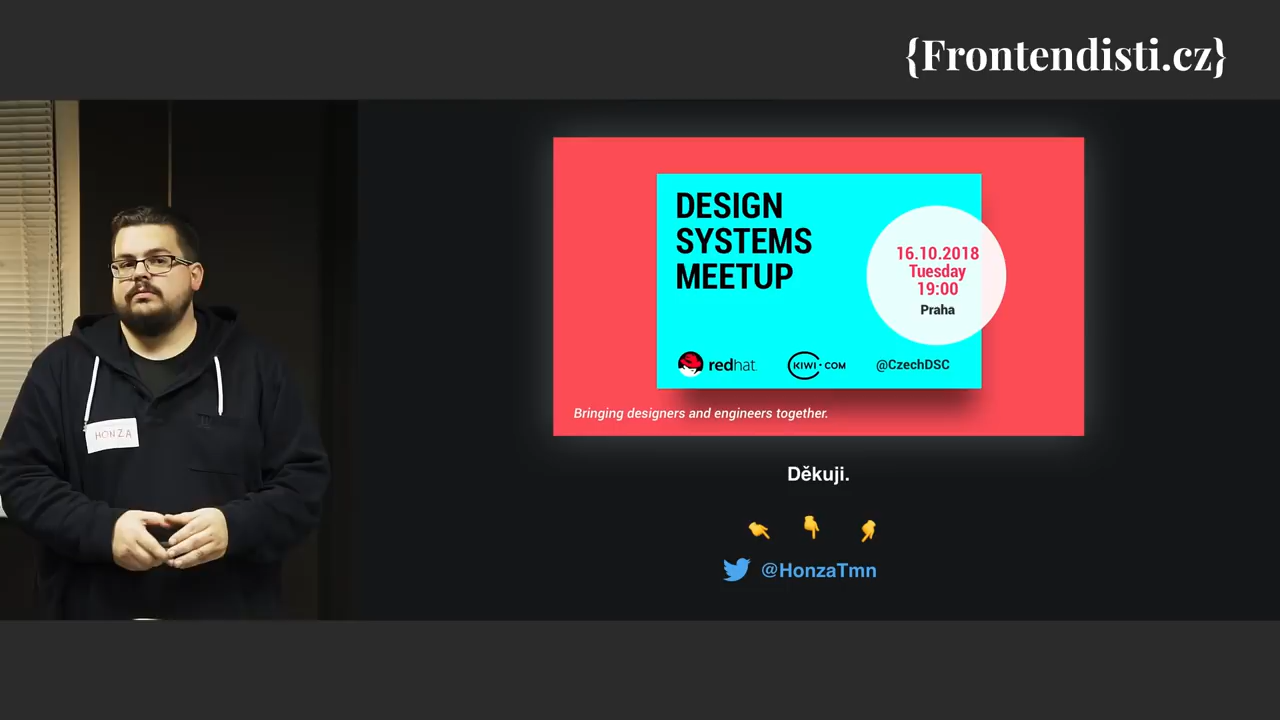 {Frontendisti.cz}
DESIGN
SYSTEMS
MEETUP
16.10.2018
Tuesday
19:00
Praha
redhat.
KIWI.COM
@CzechDSC
Bringing designers and engineers together.
Děkuji.
@HonzaTmn
HONZA